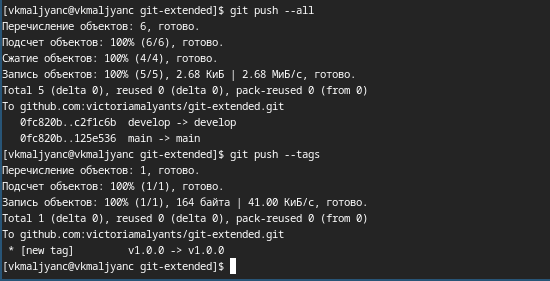 [vkmaljyanc@vkmaljyanc git-extended]$ git push --all
Перечисление объектов: 6, готово.
Подсчет объектов: 100% (6/6), готово.
Сжатие объектов: 100% (4/4), готово.
Запись объектов: 100% (5/5), 2.68 КиБ | 2.68 МиБ/с, готово.
Total 5 (delta 0), reused 0 (delta 0), pack-reused 0 (from 0)
To github.com:victoriamalyants/git-extended.git
   0fc820b..c2f1c6b  develop -> develop
   0fc820b..125e536  main -> main
[vkmaljyanc@vkmaljyanc git-extended]$ git push --tags
Перечисление объектов: 1, готово.
Подсчет объектов: 100% (1/1), готово.
Запись объектов: 100% (1/1), 164 байта | 41.00 КиБ/с, готово.
Total 1 (delta 0), reused 0 (delta 0), pack-reused 0 (from 0)
To github.com:victoriamalyants/git-extended.git
 * [new tag]         v1.0.0 -> v1.0.0
[vkmaljyanc@vkmaljyanc git-extended]$